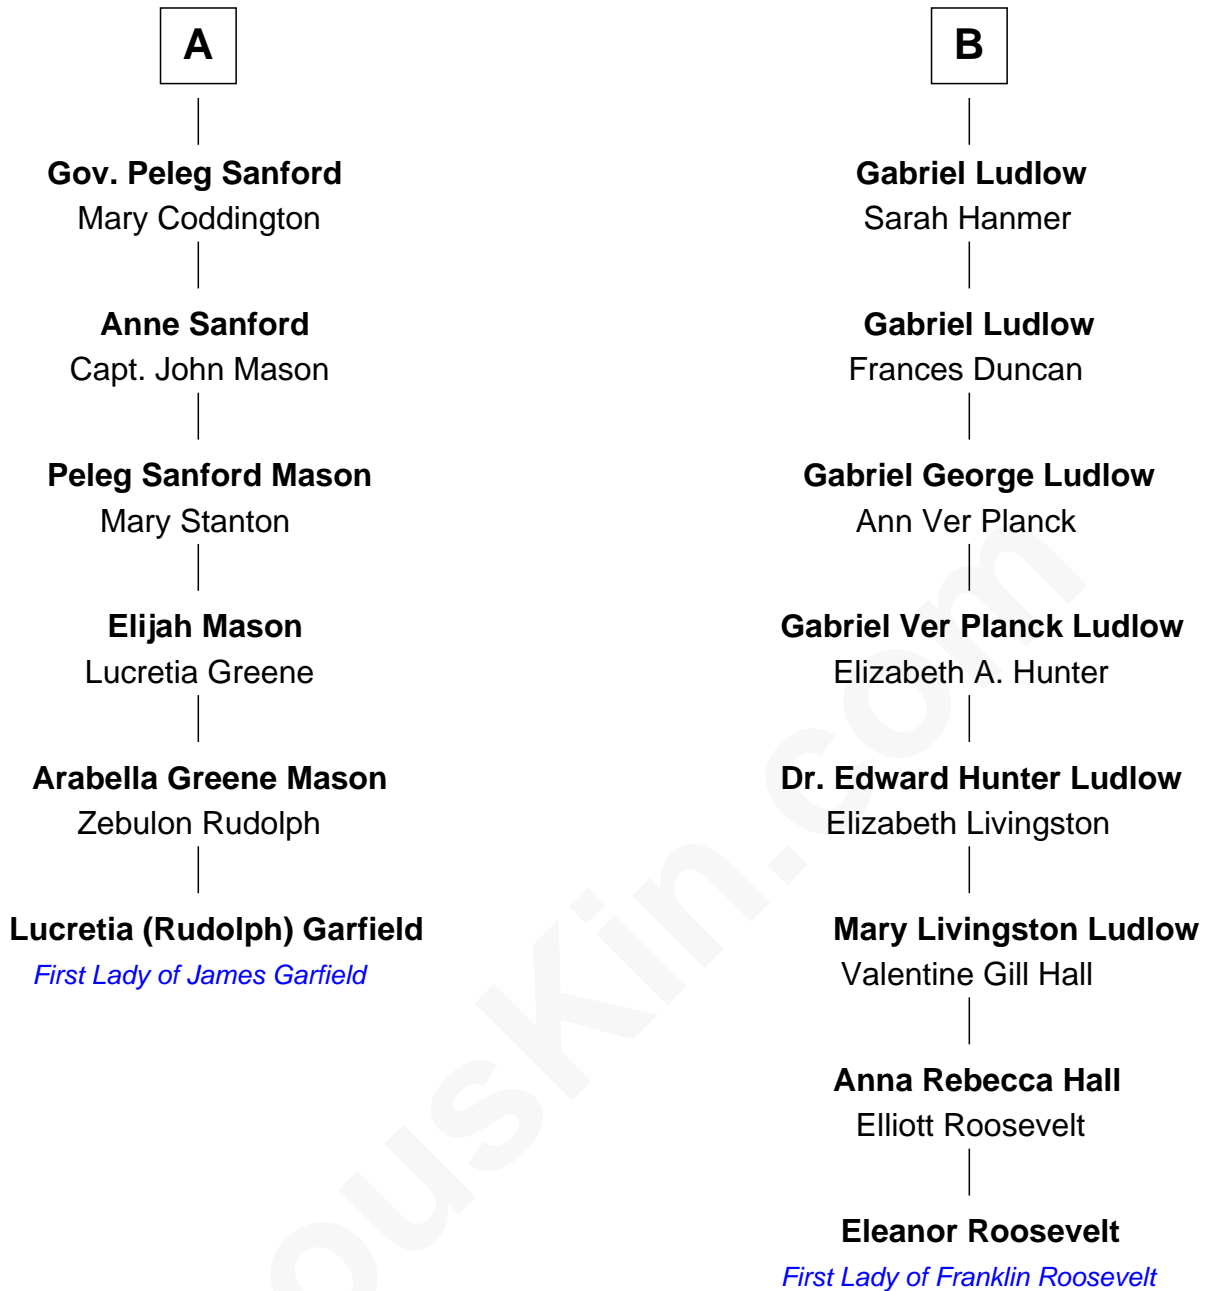 A
Gov. Peleg Sanford
Mary Coddington
Anne Sanford
Capt. John Mason
Peleg Sanford Mason
Mary Stanton
Elijah Mason
Lucretia Greene
Arabella Greene Mason
Zebulon Rudolph
Lucretia (Rudolph) Garfield
First Lady of James Garfield
B
Gabriel Ludlow
Sarah Hanmer
Gabriel Ludlow
Frances Duncan
Gabriel George Ludlow
Ann Ver Planck
Gabriel Ver Planck Ludlow
Elizabeth A. Hunter
Dr. Edward Hunter Ludlow
Elizabeth Livingston
Mary Livingston Ludlow
Valentine Gill Hall
Anna Rebecca Hall
Elliott Roosevelt
Eleanor Roosevelt
First Lady of Franklin Roosevelt
ousKin.com